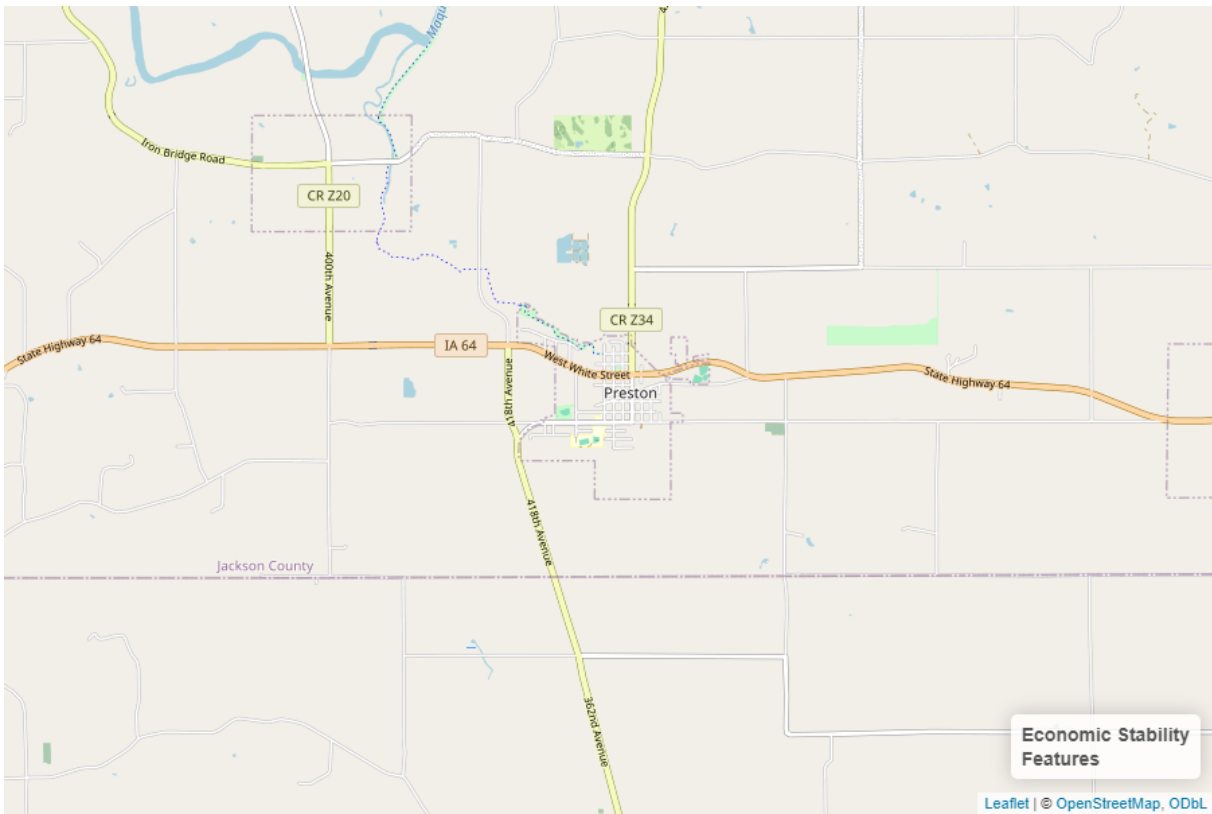 Maqu
Iron Bridge Road
CR Z20
400th Avenue
CR Z34
State Highway 64
IA 64
West White Street
418th Avenue
Preston
State Highway 64
418th Avenue
Jackson County
362nd Avenue
Economic Stability
Features
Leaflet | © OpenStreetMap, ODbL